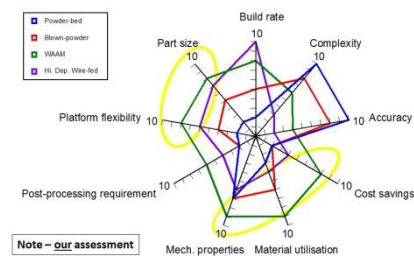 Powder-bed
Blown-powder
WAAM
Hi. Dep. Wire-fed
Build rate
10
Part size
10
Complexity
10
Platform flexibility
10
Accuracy
10
Post-processing requirement
10
Cost savings
10
Mech. properties
10
Material utilisation
10
Note – our assessment